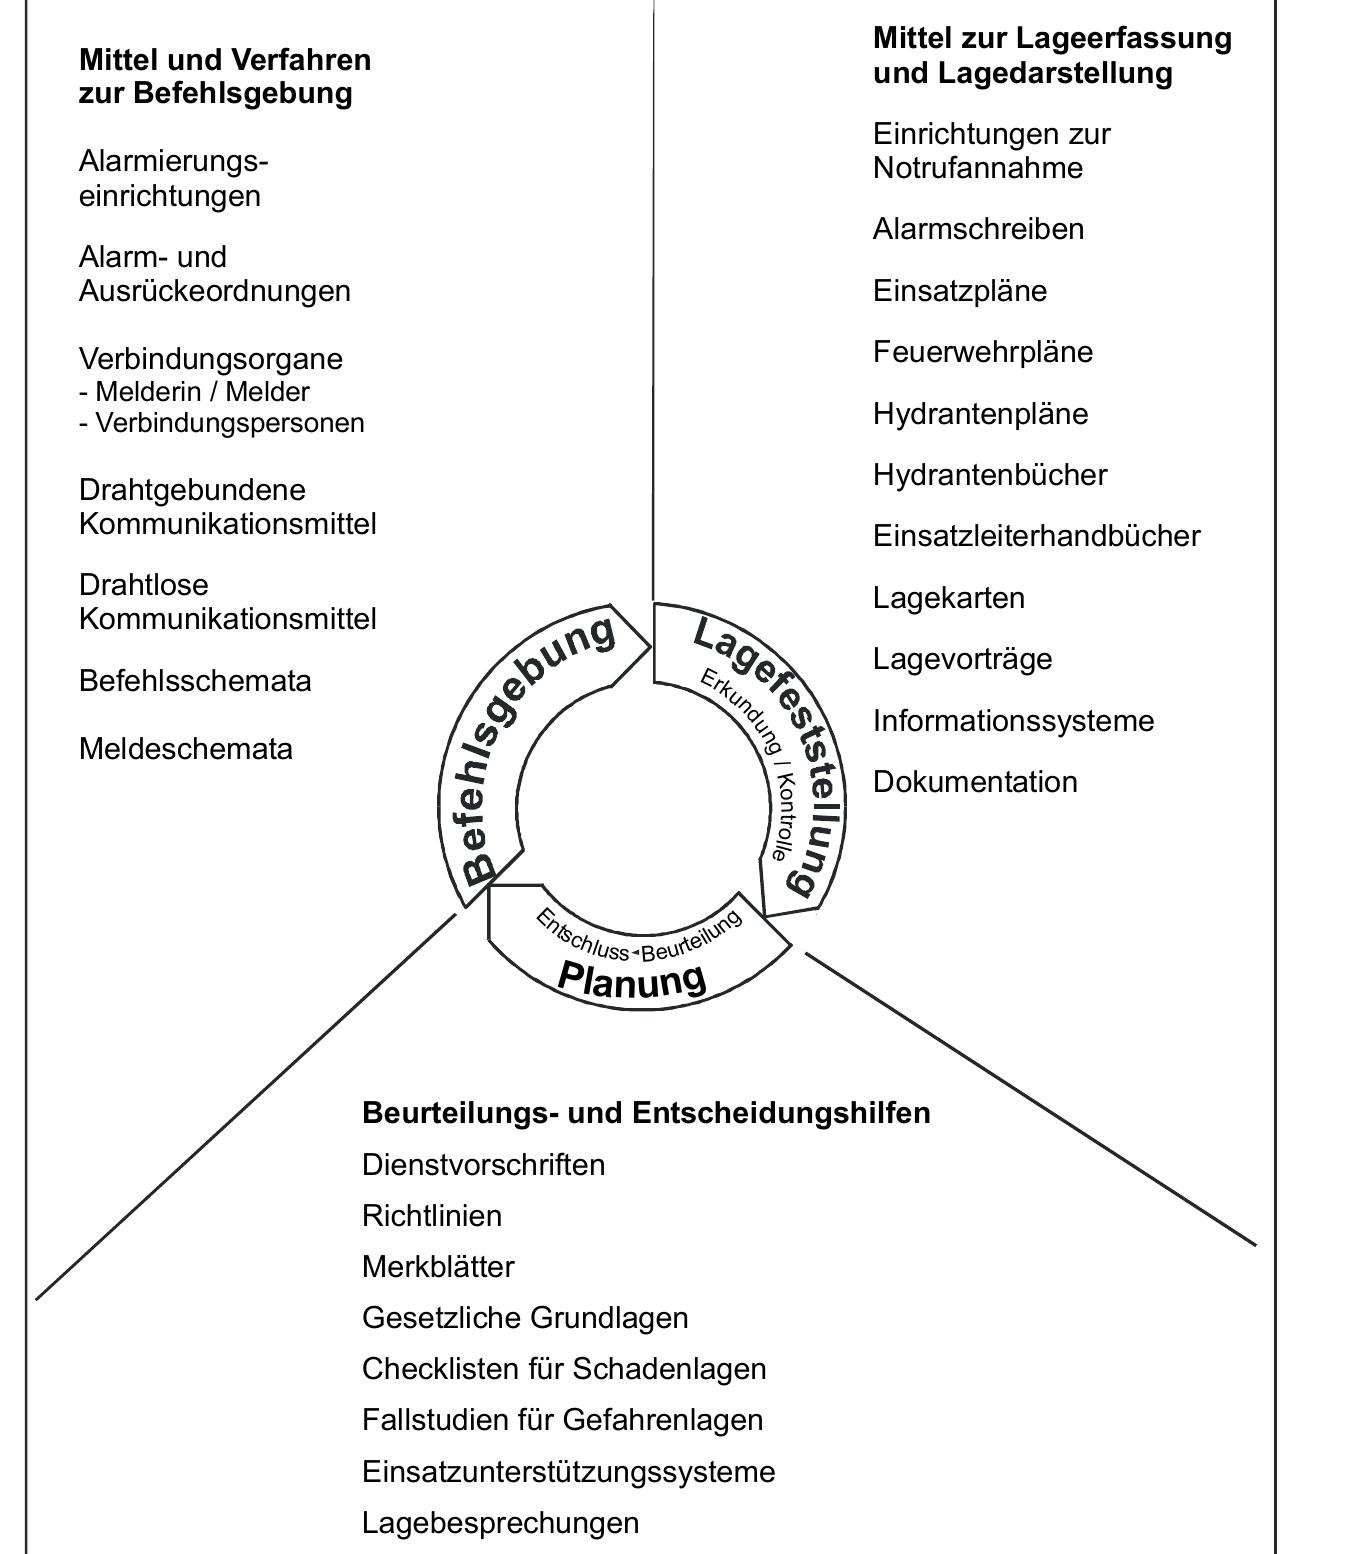 Mittel und Verfahren
zur Befehlsgebung
Alarmierungs-
einrichtungen
Alarm- und
Ausrückeordnungen
Verbindungsorgane
- Melderin / Melder
- Verbindungspersonen
Drahtgebundene
Kommunikationsmittel
Drahtlose
Kommunikationsmittel
Befehlsschemata
Meldeschemata
Mittel zur Lageerfassung
und Lagedarstellung
Einrichtungen zur
Notrufannahme
Alarmschreiben
Einsatzpläne
Feuerwehrpläne
Hydrantenpläne
Hydrantenbücher
Einsatzleiterhandbücher
Lagekarten
Lagevorträge
Informationssysteme
Dokumentation
Befehlsgebung
Lagefeststellung
Erkundung / Kontrolle
Entschluss◄Beurteilung
Planung
Beurteilungs- und Entscheidungshilfen
Dienstvorschriften
Richtlinien
Merkblätter
Gesetzliche Grundlagen
Checklisten für Schadenlagen
Fallstudien für Gefahrenlagen
Einsatzunterstützungssysteme
Lagebesprechungen